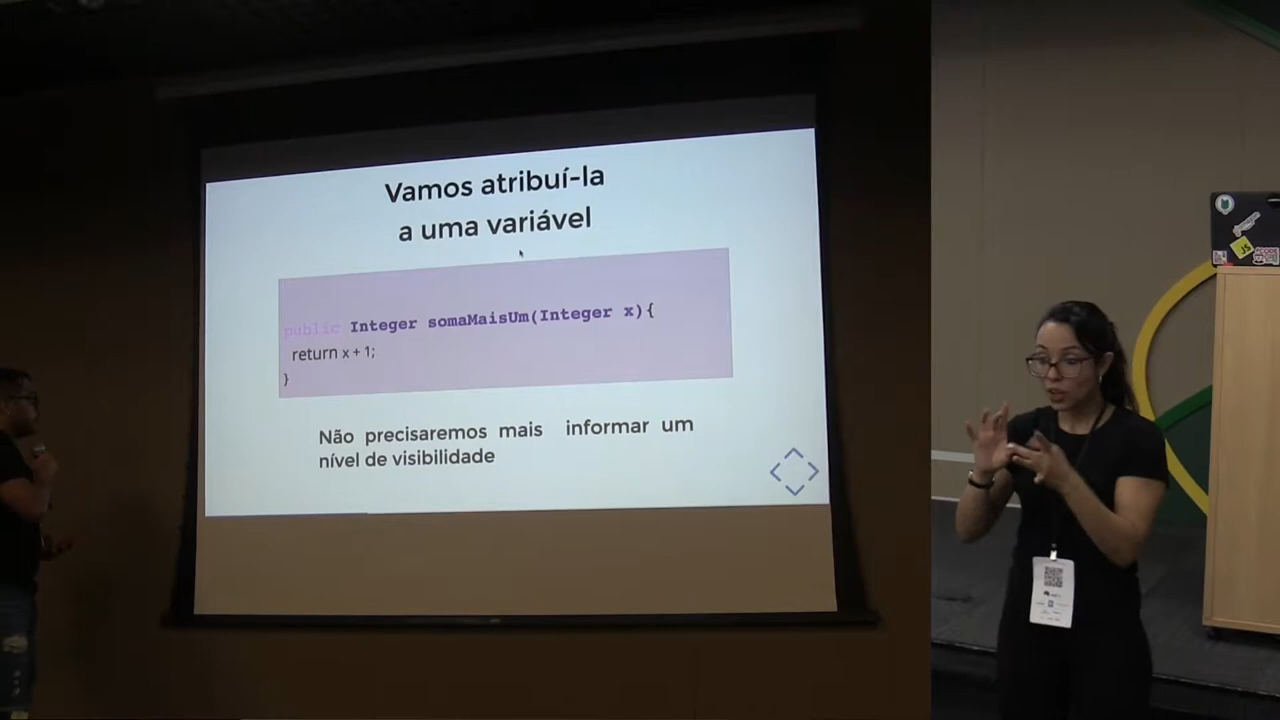 Vamos atribuí-la
a uma variável
public Integer somaMaisUm(Integer x){
return x + 1;
}
Não precisaremos mais informar um
nível de visibilidade
JS